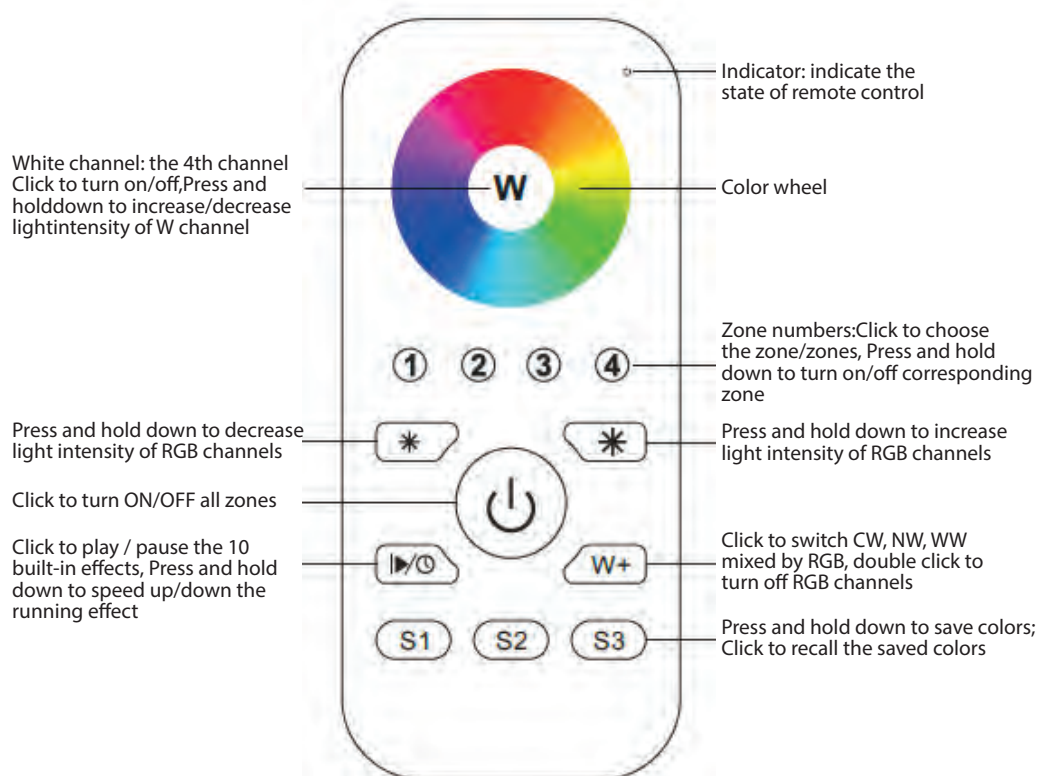 Indicator: indicate the
state of remote control
White channel: the 4th channel
Click to turn on/off,Press and
holddown to increase/decrease
lightintensity of W channel
W
Color wheel
Zone numbers:Click to choose
the zone/zones, Press and hold
down to turn on/off corresponding
zone
1 2 3 4
Press and hold down to decrease
light intensity of RGB channels
Press and hold down to increase
light intensity of RGB channels
Click to turn ON/OFF all zones
Click to play / pause the 10
built-in effects, Press and hold
down to speed up/down the
running effect
W+
Click to switch CW, NW, WW
mixed by RGB, double click to
turn off RGB channels
S1 S2 S3
Press and hold down to save colors;
Click to recall the saved colors